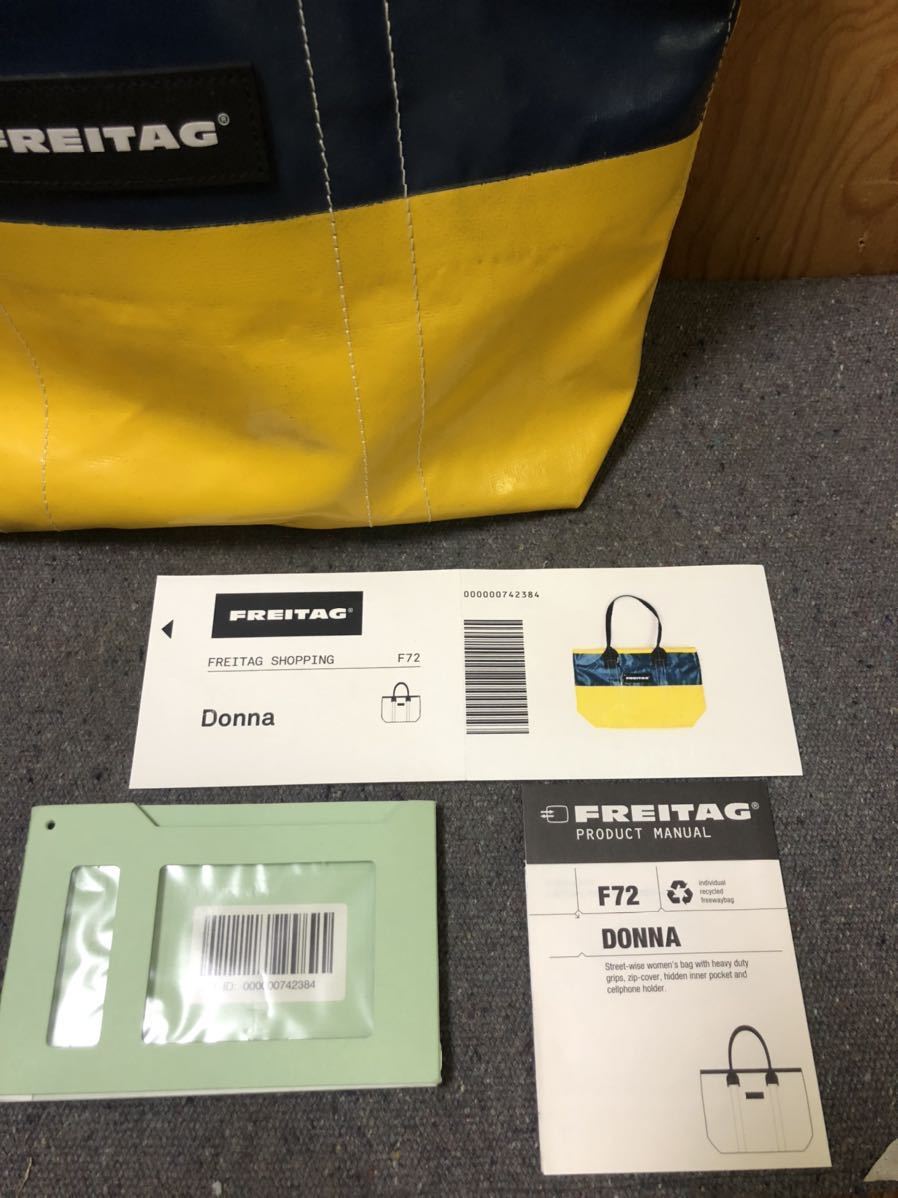 FREITAG®
FREITAG®
FREITAG SHOPPING F72
Donna
000000742384
FREITAG
ID: 000000742384
FREITAG®
PRODUCT MANUAL
F72
individual
recycled
freewaybag
DONNA
Street-wise women's bag with heavy duty
grips, zip-cover, hidden inner pocket and
cellphone holder.